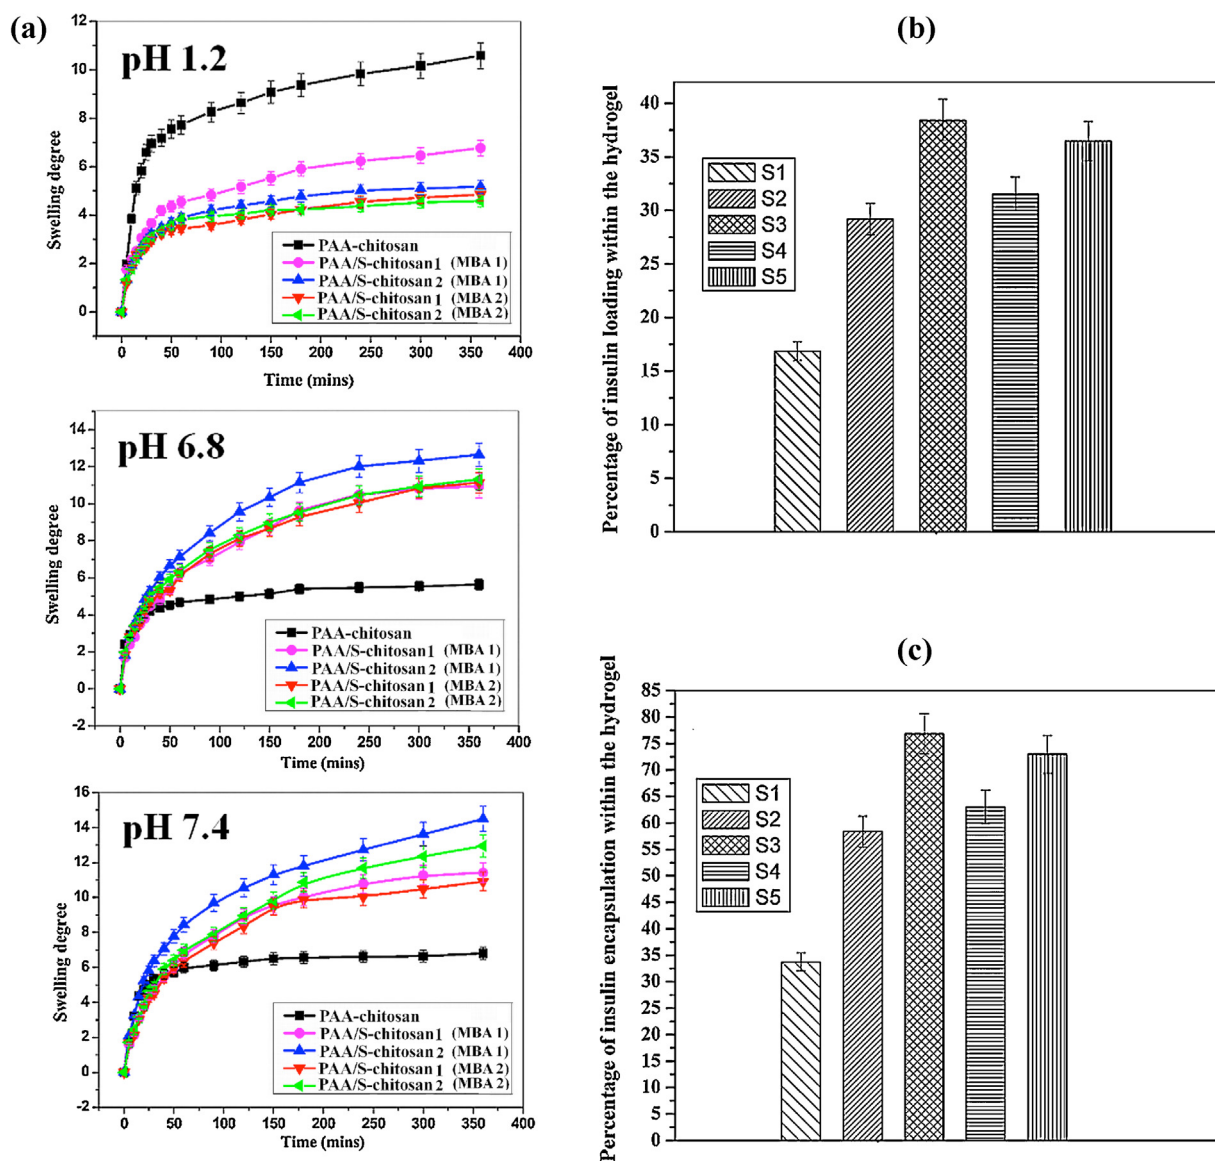 (a)
pH 1.2
Swelling degree
12
10
8
6
4
2
0
PAA-chitosan
PAA/S-chitosan1 (MBA 1)
PAA/S-chitosan 2 (MBA 1)
PAA/S-chitosan 1 (MBA 2)
PAA/S-chitosan 2 (MBA 2)
0 50 100 150 200 250 300 350 400
Time (mins)
pH 6.8
Swelling degree
14
12
10
8
6
4
2
0
-2
PAA-chitosan
PAA/S-chitosan1 (MBA 1)
PAA/S-chitosan 2 (MBA 1)
PAA/S-chitosan 1 (MBA 2)
PAA/S-chitosan 2 (MBA 2)
0 50 100 150 200 250 300 350 400
Time (mins)
pH 7.4
Swelling degree
16
14
12
10
8
6
4
2
0
-2
PAA-chitosan
PAA/S-chitosan1 (MBA 1)
PAA/S-chitosan 2 (MBA 1)
PAA/S-chitosan 1 (MBA 2)
PAA/S-chitosan 2 (MBA 2)
0 50 100 150 200 250 300 350 400
Time (mins)
(b)
Percentage of insulin loading within the hydrogel
40
35
30
25
20
15
10
5
0
S1
S2
S3
S4
S5
(c)
Percentage of insulin encapsulation within the hydrogel
85
80
75
70
65
60
55
50
45
40
35
30
25
20
15
10
5
0
S1
S2
S3
S4
S5